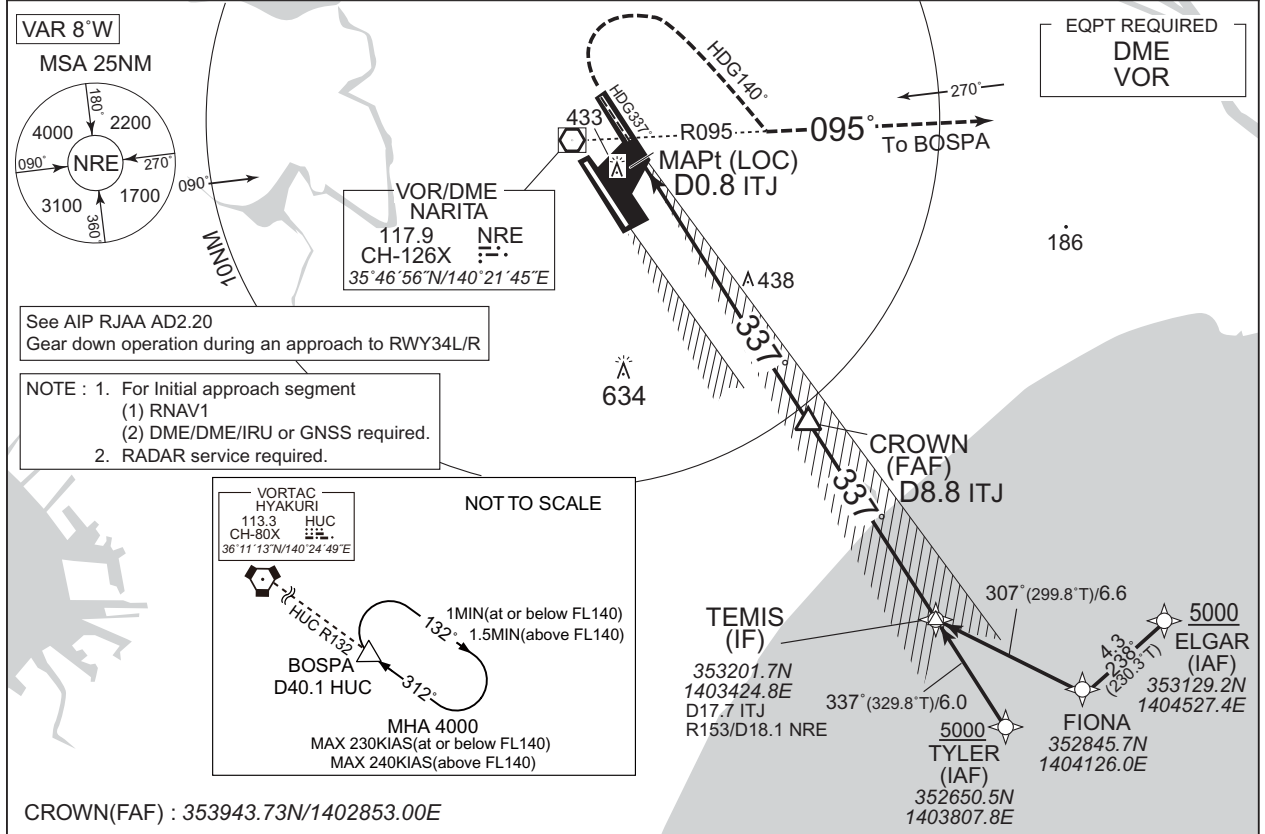 VAR 8°W
MSA 25NM
180°
4000
2200
090°
NRE
270°
3100
1700
360°
090°
10NM
HDG140°
HDG337°
433
R095
095°
To BOSPA
270°
EQPT REQUIRED
DME
VOR
MAPt (LOC)
D0.8 ITJ
VOR/DME
NARITA
117.9 NRE
CH-126X
35°46′56″N/140°21′45″E
186
438
634
337°
See AIP RJAA AD2.20
Gear down operation during an approach to RWY34L/R
NOTE : 1. For Initial approach segment
(1) RNAV1
(2) DME/DME/IRU or GNSS required.
2. RADAR service required.
CROWN
(FAF)
D8.8 ITJ
337°
VORTAC
HYAKURI
113.3 HUC
CH-80X
36°11′13″N/140°24′49″E
NOT TO SCALE
HUC R132
132°
1MIN(at or below FL140)
1.5MIN(above FL140)
BOSPA
D40.1 HUC
312°
MHA 4000
MAX 230KIAS(at or below FL140)
MAX 240KIAS(above FL140)
TEMIS
(IF)
353201.7N
1403424.8E
D17.7 ITJ
R153/D18.1 NRE
307°(299.8°T)/6.6
337°(329.8°T)/6.0
4.3
238°
(230.3°T)
5000
ELGAR
(IAF)
353129.2N
1404527.4E
FIONA
352845.7N
1404126.0E
5000
TYLER
(IAF)
352650.5N
1403807.8E
CROWN(FAF) : 353943.73N/1402853.00E